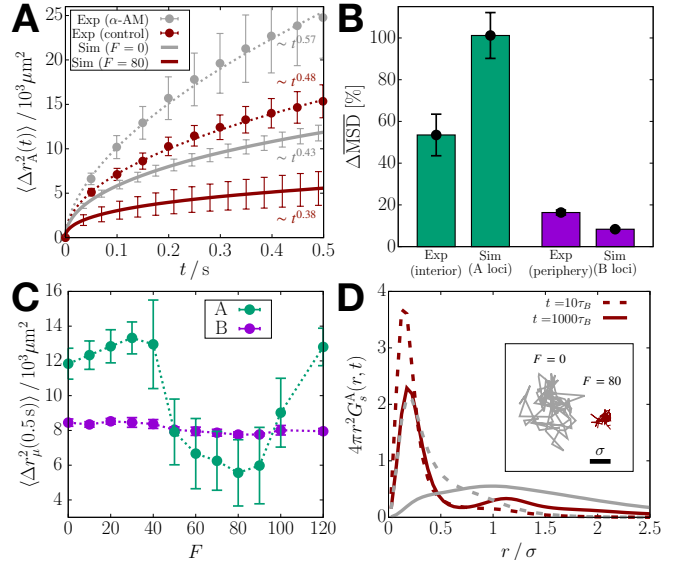 A
⟨Δr²_A(t)⟩ / 10³μm²
25
20
15
10
5
0
Exp (α-AM)
Exp (control)
Sim (F = 0)
Sim (F = 80)
~ t^0.57
~ t^0.48
~ t^0.43
~ t^0.38
0.1 0.2 0.3 0.4 0.5
t / s
B
ΔMSD [%]
100
80
60
40
20
0
Exp (interior)
Sim (A loci)
Exp (periphery)
Sim (B loci)
C
⟨Δr²_μ(0.5 s)⟩ / 10³μm²
16
14
12
10
8
6
4
A
B
0 20 40 60 80 100 120
F
D
4πr²G_s^A(r, t)
4
3
2
1
0
t = 10τ_B
t = 1000τ_B
F = 0
F = 80
σ
0 0.5 1 1.5 2 2.5
r / σ